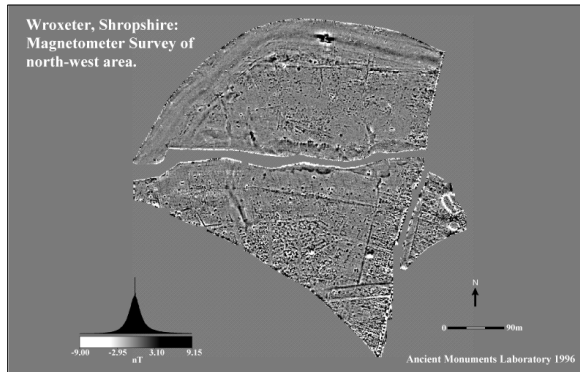 Wroxeter, Shropshire:
Magnetometer Survey of
north-west area.
N
0 90m
-9.00 -2.95 3.10 9.15
nT
Ancient Monuments Laboratory 1996